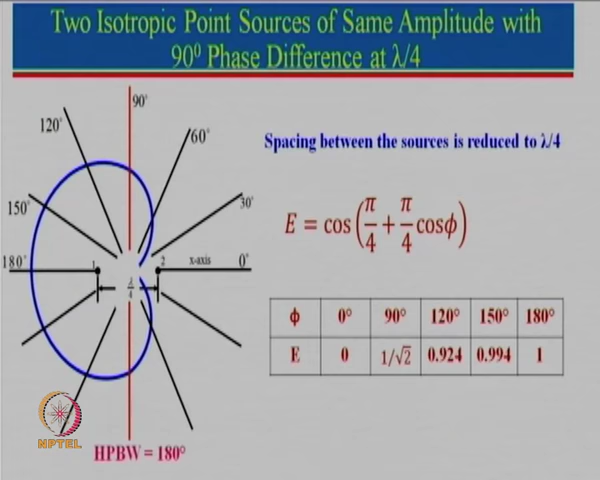 Two Isotropic Point Sources of Same Amplitude with
90⁰ Phase Difference at λ/4
90°
120°
60°
Spacing between the sources is reduced to λ/4
150°
30°
E = cos(π/4 + π/4 cosϕ)
180°
1
2
x-axis
0°
λ/4
ϕ 0° 90° 120° 150° 180°
E 0 1/√2 0.924 0.994 1
NPTEL
HPBW = 180°